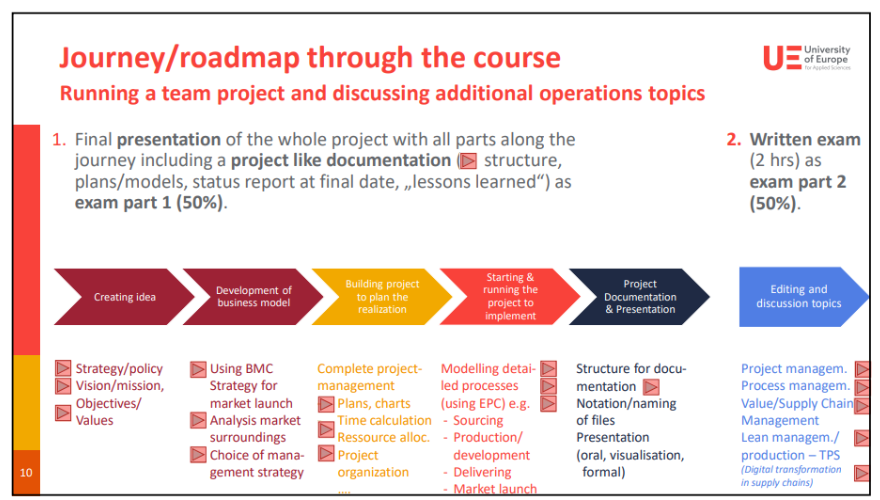 Journey/roadmap through the course
Running a team project and discussing additional operations topics
UE University
of Europe
for Applied Sciences
1. Final presentation of the whole project with all parts along the
journey including a project like documentation ( structure,
plans/models, status report at final date, „lessons learned“) as
exam part 1 (50%).
2. Written exam
(2 hrs) as
exam part 2
(50%).
Creating idea
Development of
business model
Building project
to plan the
realization
Starting &
running the
project to
implement
Project
Documentation
& Presentation
Editing and
discussion topics
Strategy/policy
Vision/mission,
Objectives/
Values
Using BMC
Strategy for
market launch
Analysis market
surroundings
Choice of mana-
gement strategy
Complete project-
management
Plans, charts
Time calculation
Ressource alloc.
Project
organization
....
Modelling detai-
led processes
(using EPC) e.g.
- Sourcing
- Production/
development
- Delivering
- Market launch
Structure for docu-
mentation
Notation/naming
of files
Presentation
(oral, visualisation,
formal)
Project managem.
Process managem.
Value/Supply Chain
Management
Lean managem./
production – TPS
(Digital transformation
in supply chains)
10